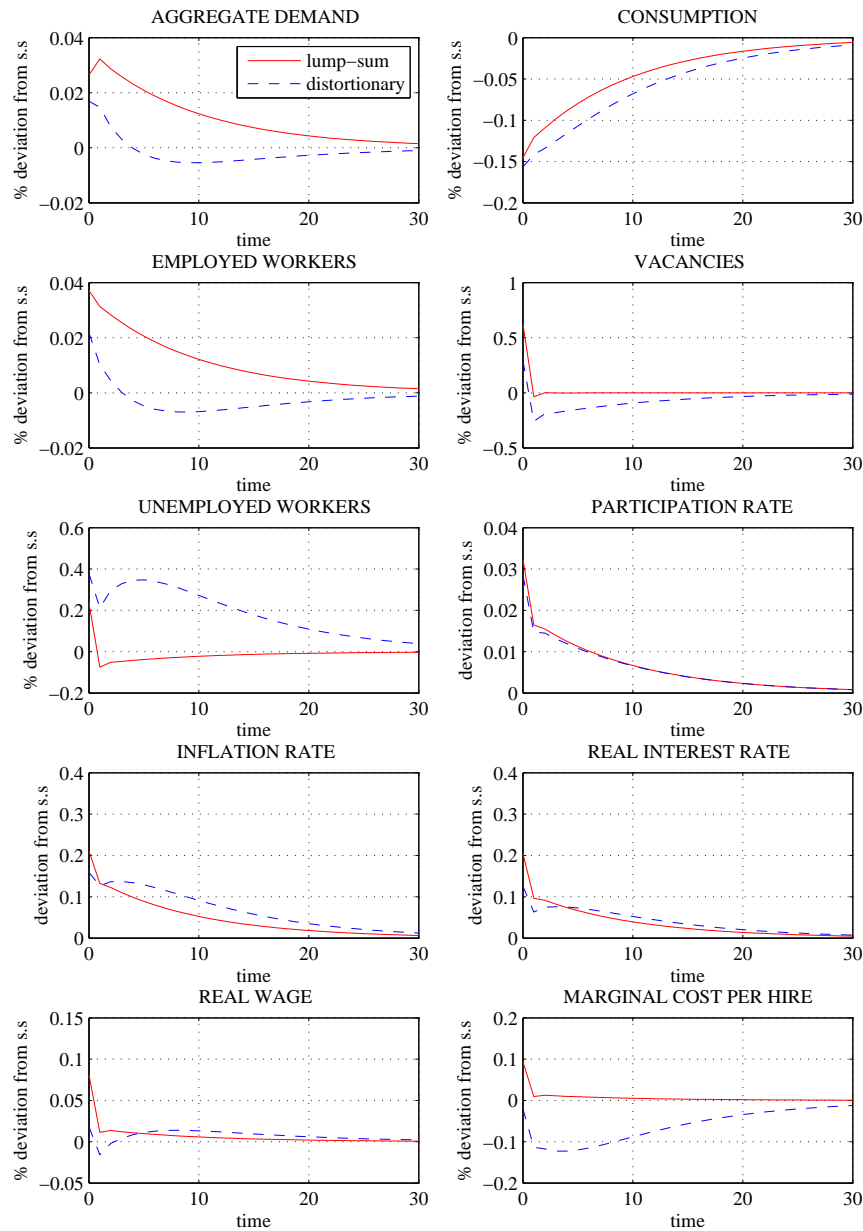 AGGREGATE DEMAND
% deviation from s.s
0.04
0.02
0
−0.02
0
10
20
30
time
lump−sum
distortionary
CONSUMPTION
% deviation from s.s
0
−0.05
−0.1
−0.15
−0.2
0
10
20
30
time
EMPLOYED WORKERS
% deviation from s.s
0.04
0.02
0
−0.02
0
10
20
30
time
VACANCIES
% deviation from s.s
1
0.5
0
−0.5
0
10
20
30
time
UNEMPLOYED WORKERS
% deviation from s.s
0.6
0.4
0.2
0
−0.2
0
10
20
30
time
PARTICIPATION RATE
deviation from s.s
0.04
0.03
0.02
0.01
0
0
10
20
30
time
INFLATION RATE
deviation from s.s
0.4
0.3
0.2
0.1
0
0
10
20
30
time
REAL INTEREST RATE
deviation from s.s
0.4
0.3
0.2
0.1
0
0
10
20
30
time
REAL WAGE
% deviation from s.s
0.15
0.1
0.05
0
−0.05
0
10
20
30
time
MARGINAL COST PER HIRE
% deviation from s.s
0.2
0.1
0
−0.1
−0.2
0
10
20
30
time